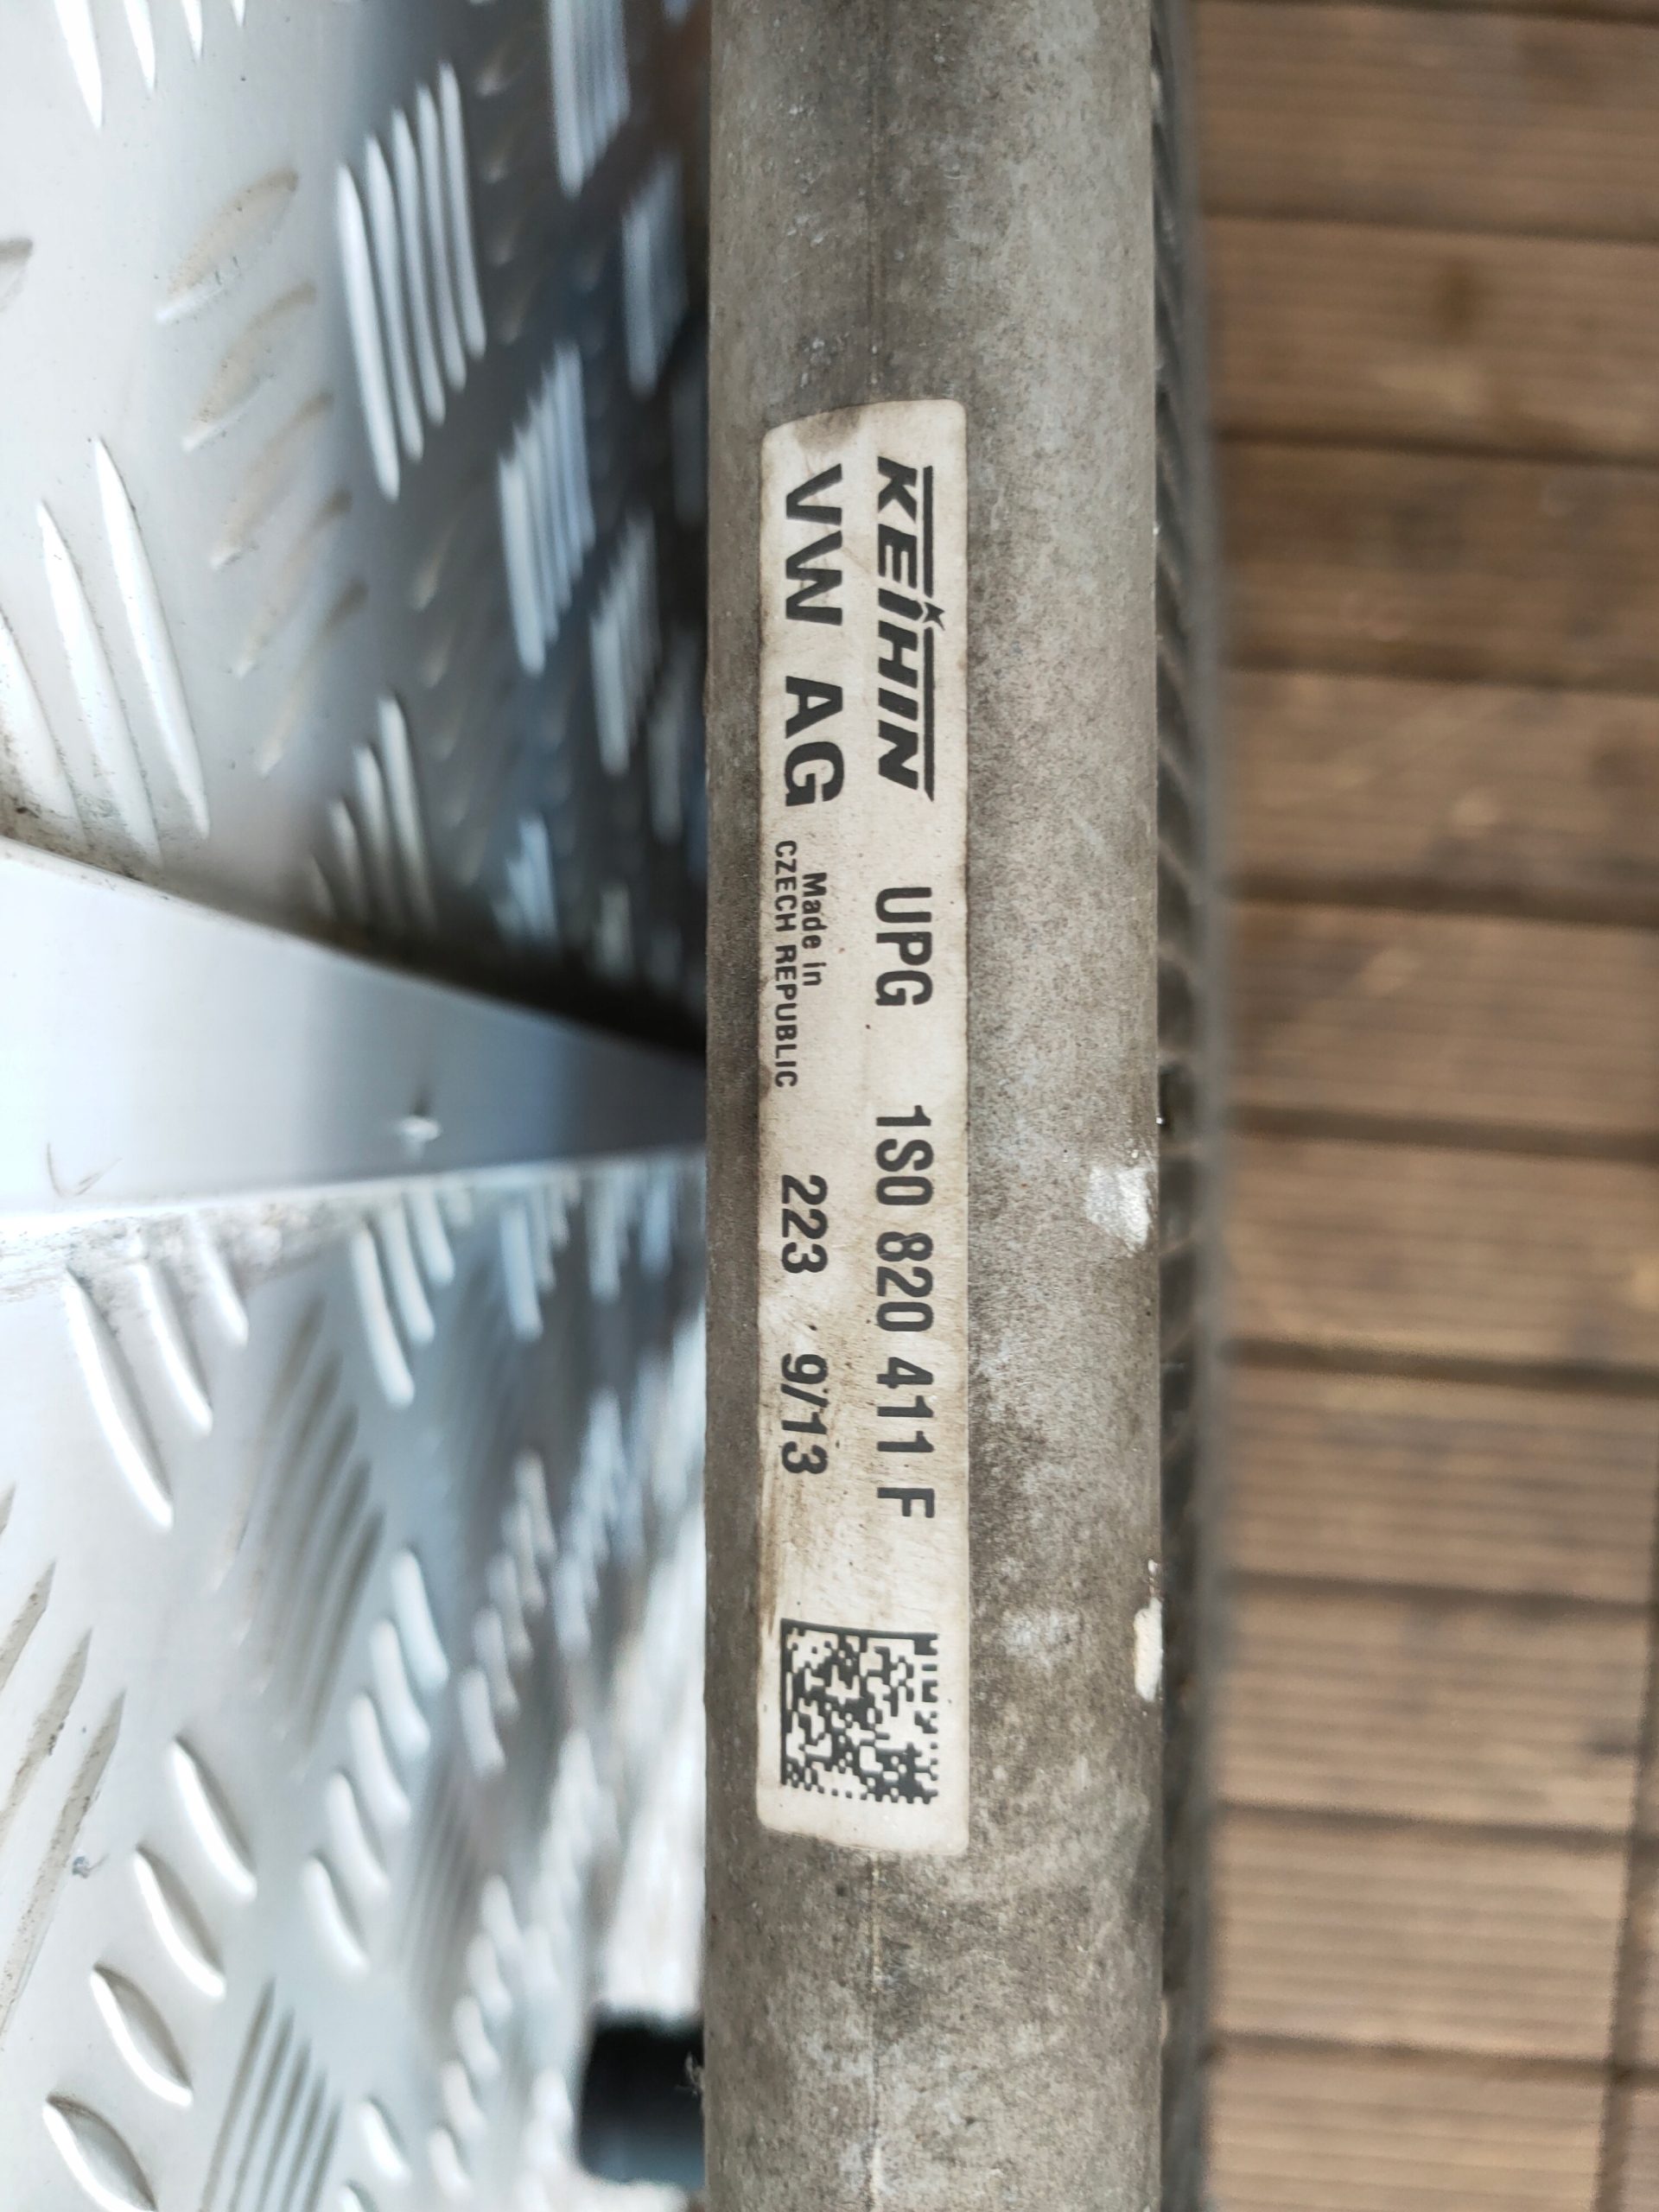 KEIHIN UPG 1S0 820 411 F
VW AG Made in CZECH REPUBLIC 223 9/13